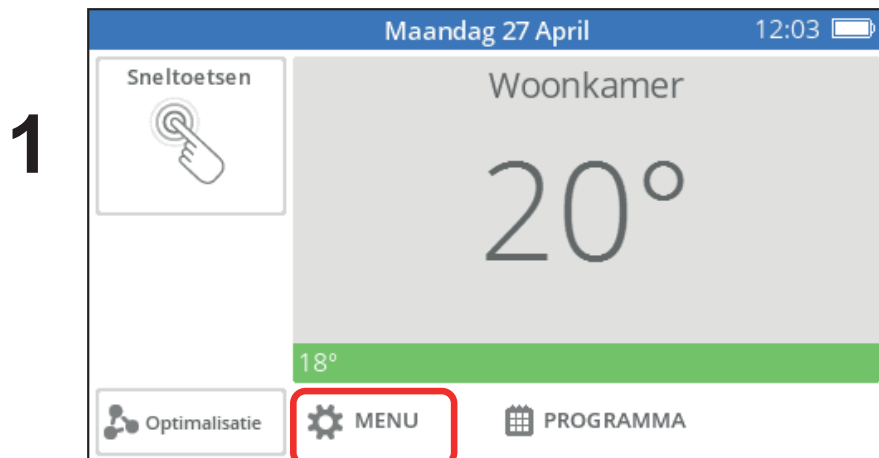 1
Maandag 27 April 12:03
Sneltoetsen
Woonkamer
20°
18°
Optimalisatie
MENU
PROGRAMMA